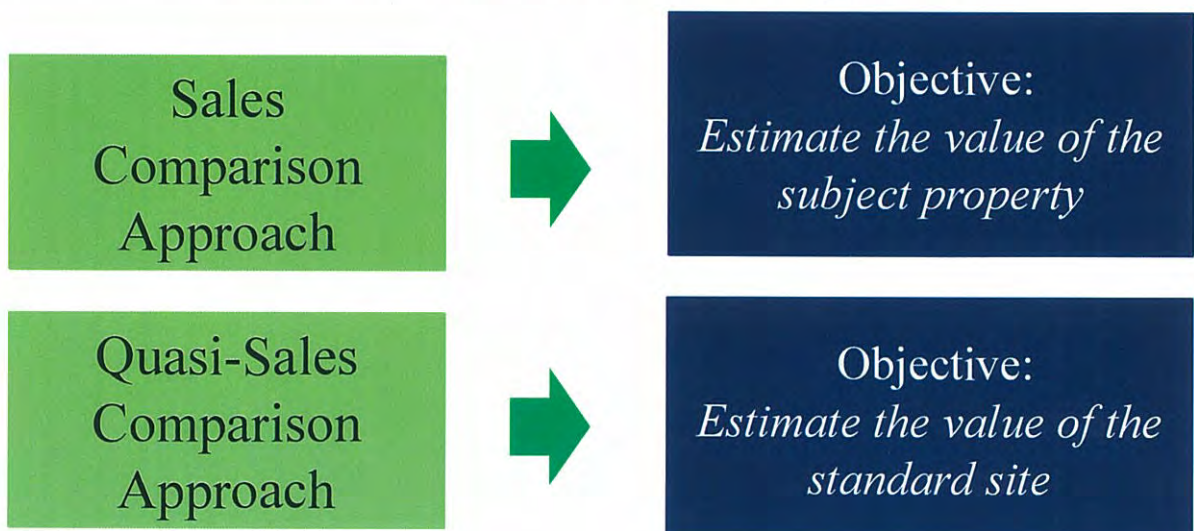 Sales
Comparison
Approach
Objective:
Estimate the value of the
subject property
Quasi-Sales
Comparison
Approach
Objective:
Estimate the value of the
standard site